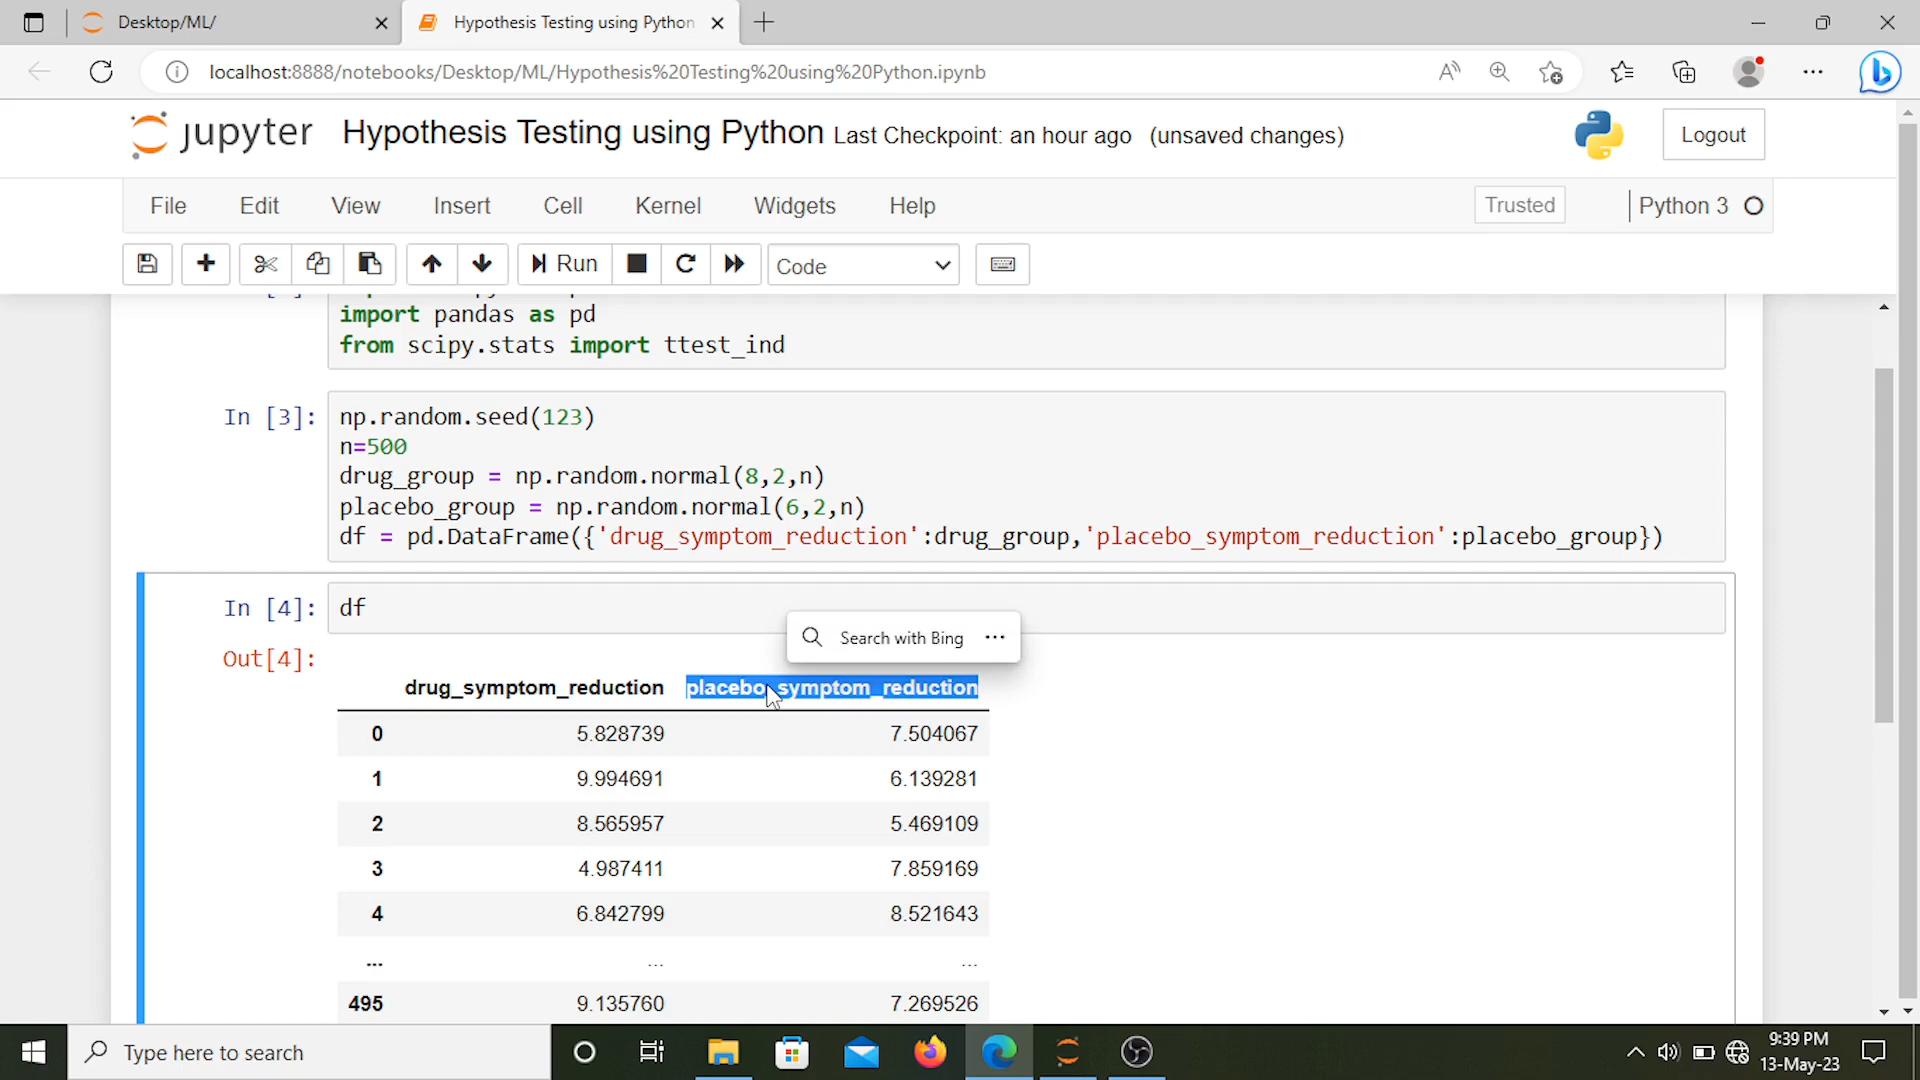 Desktop/ML/
Hypothesis Testing using Python
localhost:8888/notebooks/Desktop/ML/Hypothesis%20Testing%20using%20Python.ipynb
jupyter Hypothesis Testing using Python Last Checkpoint: an hour ago (unsaved changes)
Logout
File Edit View Insert Cell Kernel Widgets Help Trusted Python 3
Run Code
import pandas as pd
from scipy.stats import ttest_ind
In [3]: np.random.seed(123)
n=500
drug_group = np.random.normal(8,2,n)
placebo_group = np.random.normal(6,2,n)
df = pd.DataFrame({'drug_symptom_reduction':drug_group,'placebo_symptom_reduction':placebo_group})
In [4]: df
Search with Bing ...
Out[4]:
drug_symptom_reduction placebo_symptom_reduction
0 5.828739 7.504067
1 9.994691 6.139281
2 8.565957 5.469109
3 4.987411 7.859169
4 6.842799 8.521643
... ... ...
495 9.135760 7.269526
Type here to search
9:39 PM
13-May-23